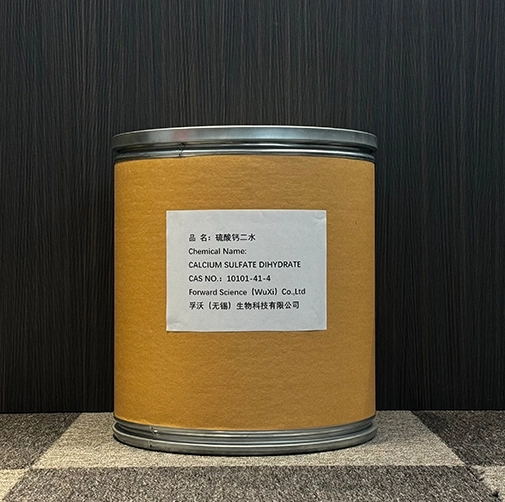 品 名：硫酸钙二水
Chemical Name:
CALCIUM SULFATE DIHYDRATE
CAS NO.：10101-41-4
Forward Science（WuXi）Co.,Ltd
孚沃（无锡）生物科技有限公司